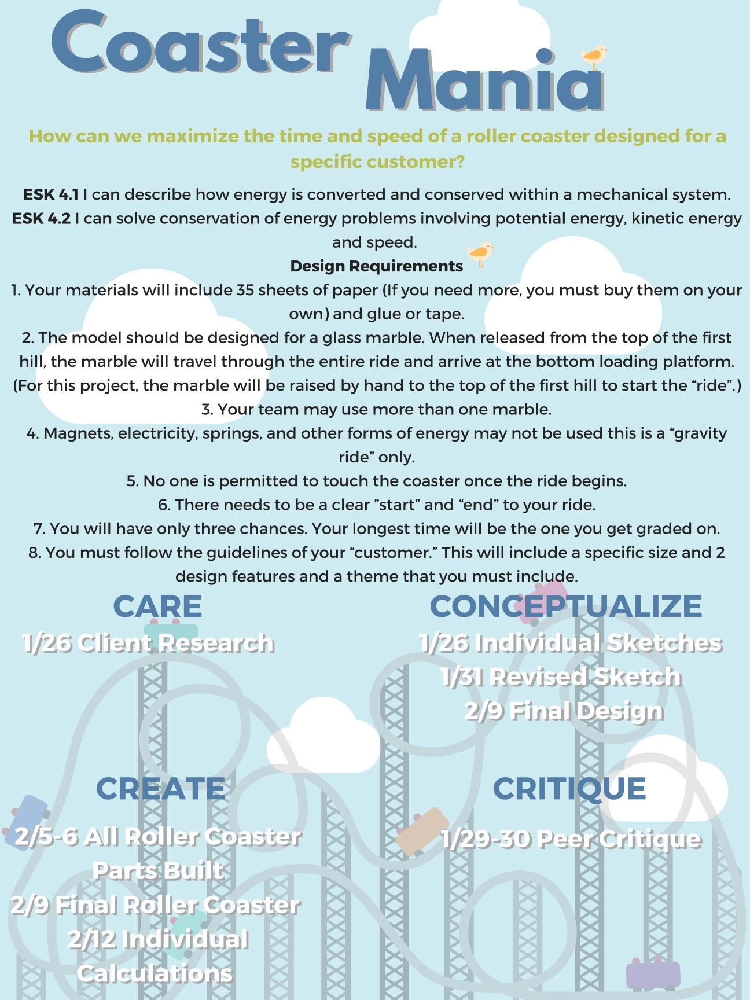 Coaster
Mania
How can we maximize the time and speed of a roller coaster designed for a
specific customer?
ESK 4.1 I can describe how energy is converted and conserved within a mechanical system.
ESK 4.2 I can solve conservation of energy problems involving potential energy, kinetic energy
and speed.
Design Requirements
1. Your materials will include 35 sheets of paper (If you need more, you must buy them on your
own) and glue or tape.
2. The model should be designed for a glass marble. When released from the top of the first
hill, the marble will travel through the entire ride and arrive at the bottom loading platform.
(For this project, the marble will be raised by hand to the top of the first hill to start the “ride”.)
3. Your team may use more than one marble.
4. Magnets, electricity, springs, and other forms of energy may not be used this is a “gravity
ride” only.
5. No one is permitted to touch the coaster once the ride begins.
6. There needs to be a clear ”start” and “end” to your ride.
7. You will have only three chances. Your longest time will be the one you get graded on.
8. You must follow the guidelines of your “customer.” This will include a specific size and 2
design features and a theme that you must include.
CARE
1/26 Client Research
CONCEPTUALIZE
1/26 Individual Sketches
1/31 Revised Sketch
2/9 Final Design
CREATE
2/5-6 All Roller Coaster
Parts Built
2/9 Final Roller Coaster
2/12 Individual
Calculations
CRITIQUE
1/29-30 Peer Critique